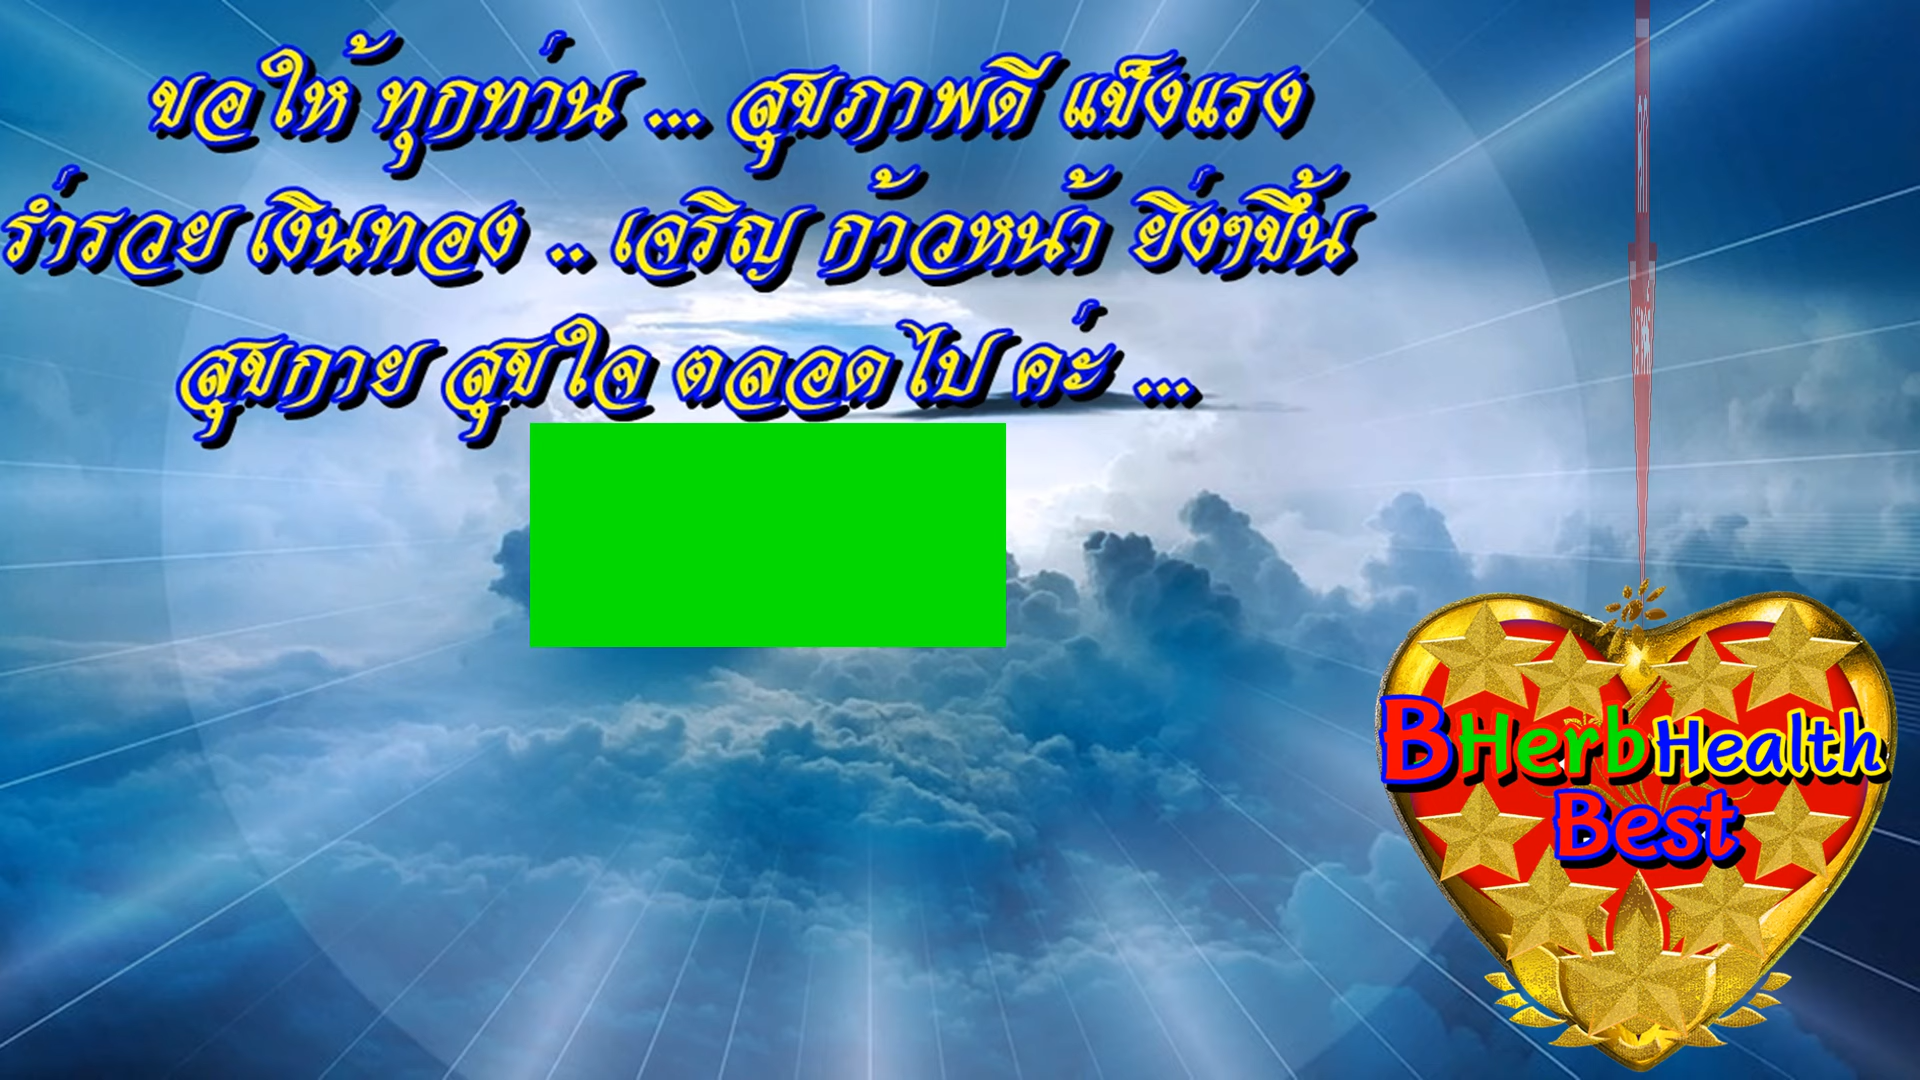 ขอให้ ทุกท่าน ... สุขภาพดี แข็งแรง
ร่ำรวย เงินทอง .. เจริญ ก้าวหน้า ยิ่งๆขึ้น
สุขกาย สุขใจ ตลอดไป ค่ะ ...
BHerbHealth
Best